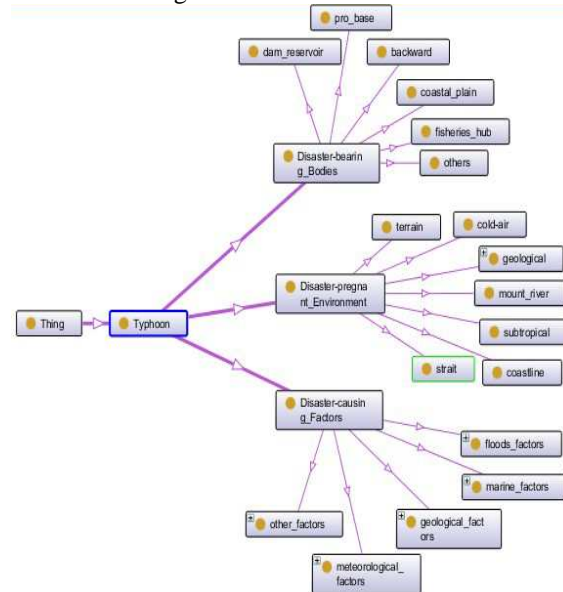 pro_base
dam_reservoir
backward
coastal_plain
fisheries_hub
others
Disaster-bearin
g_Bodies
terrain
cold-air
geological
mount_river
subtropical
coastline
strait
Disaster-pregna
nt_Environment
Thing
Typhoon
Disaster-causin
g_Factors
floods_factors
marine_factors
geological_fact
ors
meteorological_
factors
other_factors